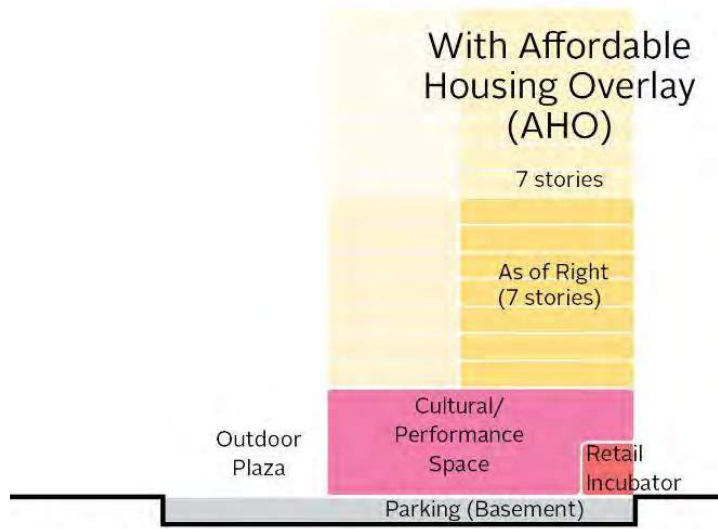 With Affordable
Housing Overlay
(AHO)
7 stories
As of Right
(7 stories)
Cultural/
Performance
Space
Outdoor
Plaza
Retail
Incubator
Parking (Basement)